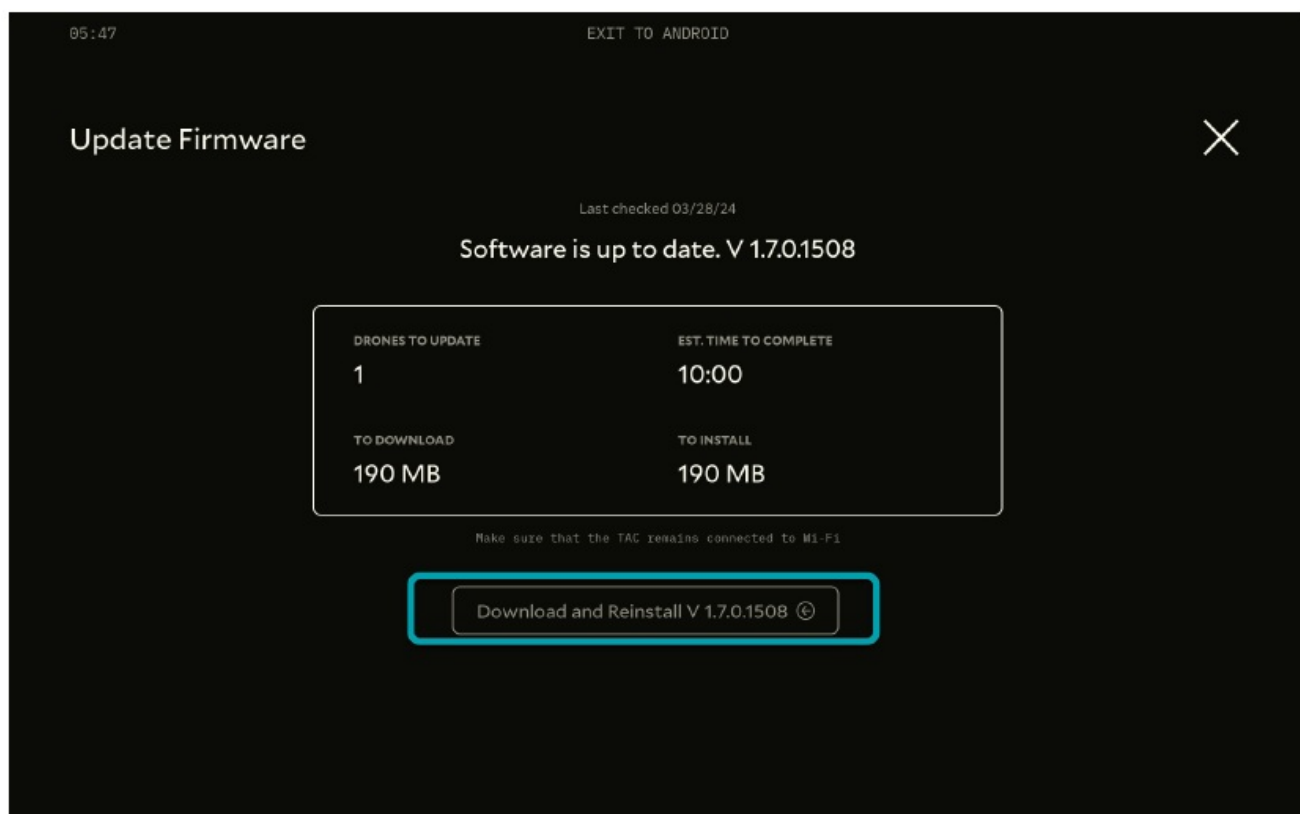 05:47
EXIT TO ANDROID
Update Firmware
Last checked 03/28/24
Software is up to date. V 1.7.0.1508
DRONES TO UPDATE
EST. TIME TO COMPLETE
1
10:00
TO DOWNLOAD
TO INSTALL
190 MB
190 MB
Make sure that the TAC remains connected to Wi-Fi
Download and Reinstall V 1.7.0.1508